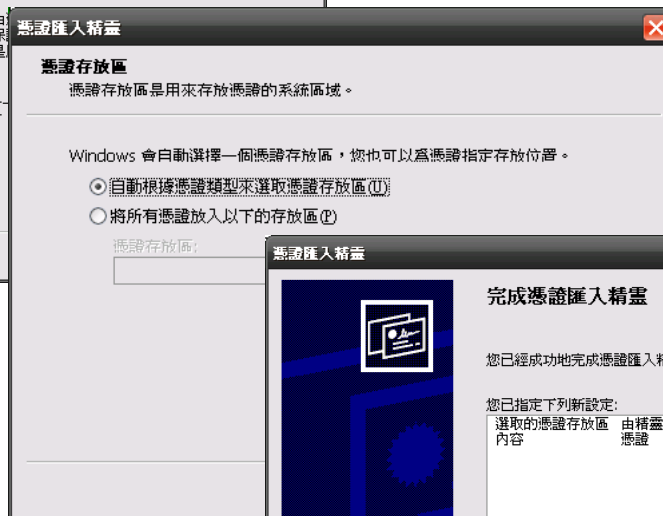 憑證匯入精靈
憑證存放區
憑證存放區是用來存放憑證的系統區域。
Windows 會自動選擇一個憑證存放區，您也可以為憑證指定存放位置。
自動根據憑證類型來選取憑證存放區(U)
將所有憑證放入以下的存放區(P)
憑證存放區:
憑證匯入精靈
完成憑證匯入精靈
您已經成功地完成憑證匯入精
您已指定下列新設定:
選取的憑證存放區 由精靈
內容 憑證